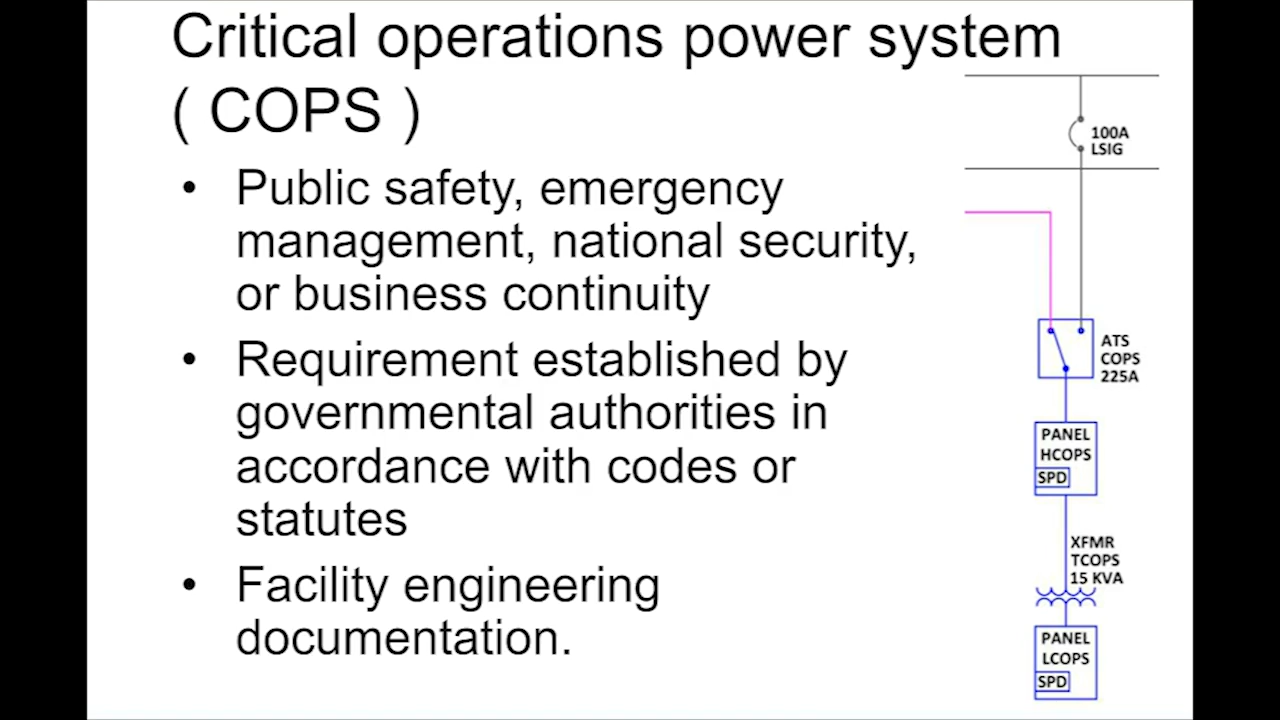 Critical operations power system
( COPS )
• Public safety, emergency
management, national security,
or business continuity
• Requirement established by
governmental authorities in
accordance with codes or
statutes
• Facility engineering
documentation.
100A
LSIG
ATS
COPS
225A
PANEL
HCOPS
SPD
XFMR
TCOPS
15 KVA
PANEL
LCOPS
SPD